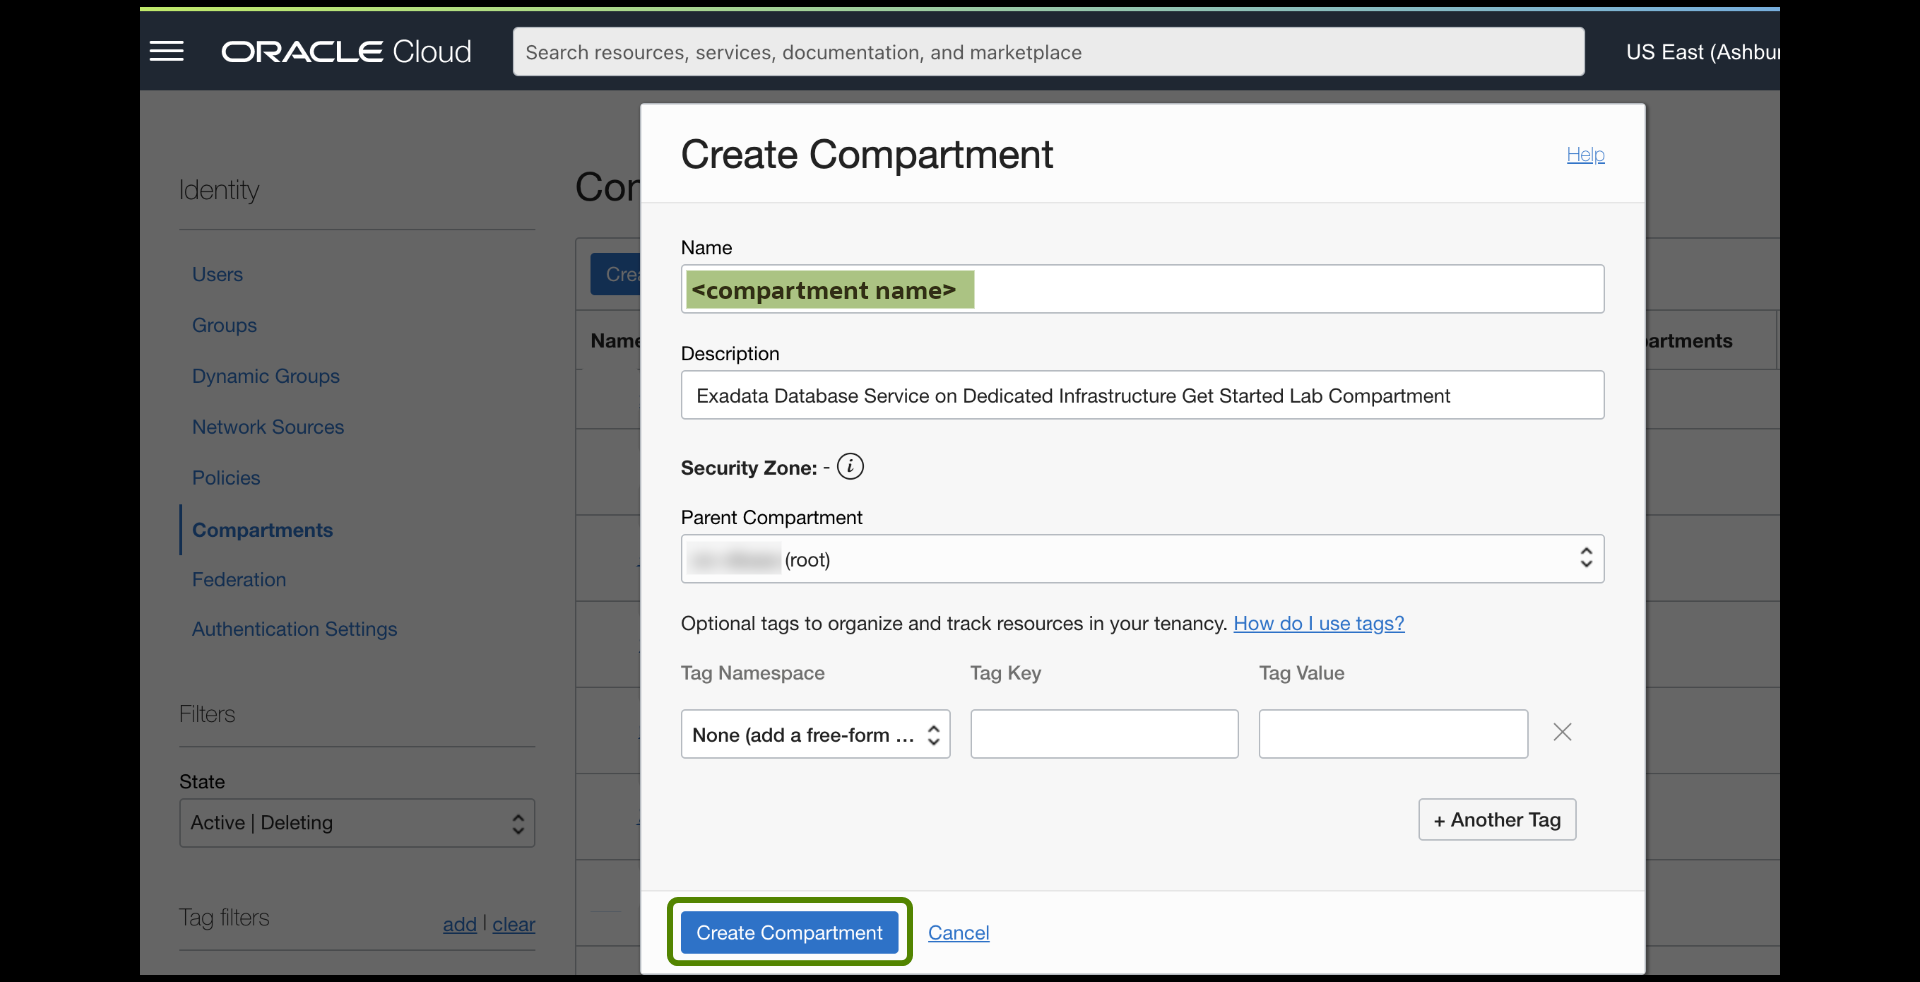 ORACLE Cloud
Search resources, services, documentation, and marketplace
US East (Ashbur
Identity
Users
Groups
Dynamic Groups
Network Sources
Policies
Compartments
Federation
Authentication Settings
Filters
State
Active | Deleting
Tag filters
add | clear
Cor
Crea
Name
artments
Create Compartment
Help
Name
<compartment name>
Description
Exadata Database Service on Dedicated Infrastructure Get Started Lab Compartment
Security Zone: - i
Parent Compartment
(root)
Optional tags to organize and track resources in your tenancy. How do I use tags?
Tag Namespace Tag Key Tag Value
None (add a free-form ...
+ Another Tag
Create Compartment Cancel